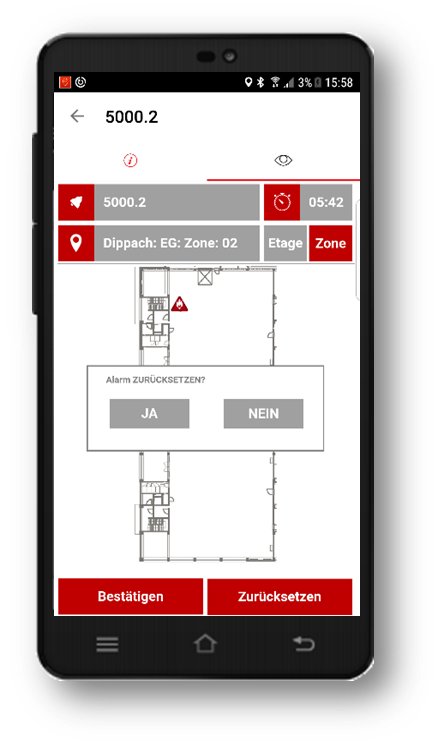 3% 15:58
5000.2
5000.2 05:42
Dippach: EG: Zone: 02 Etage Zone
Alarm ZURÜCKSETZEN?
JA NEIN
Bestätigen Zurücksetzen